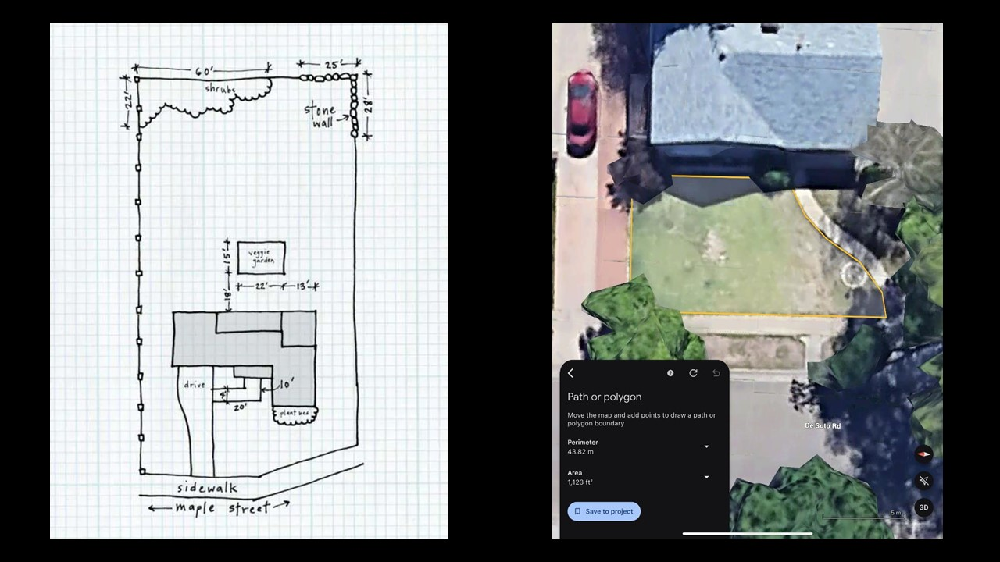 60'
25'
22'
shrubs
stone
wall
28'
15'
veggie
garden
22'
13'
18'
drive
10'
4'
20'
plant bed
sidewalk
← maple street →
Path or polygon
Move the map and add points to draw a path or
polygon boundary
Perimeter
43.82 m
Area
1,123 ft²
Save to project
De Soto Rd
5 m
3D